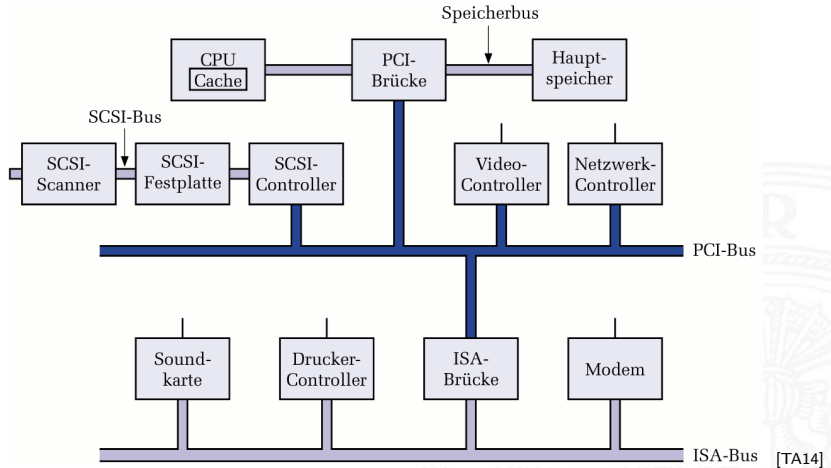 Speicherbus
CPU
Cache
PCI-
Brücke
Haupt-
speicher
SCSI-Bus
SCSI-
Scanner
SCSI-
Festplatte
SCSI-
Controller
Video-
Controller
Netzwerk-
Controller
PCI-Bus
Sound-
karte
Drucker-
Controller
ISA-
Brücke
Modem
ISA-Bus
[TA14]